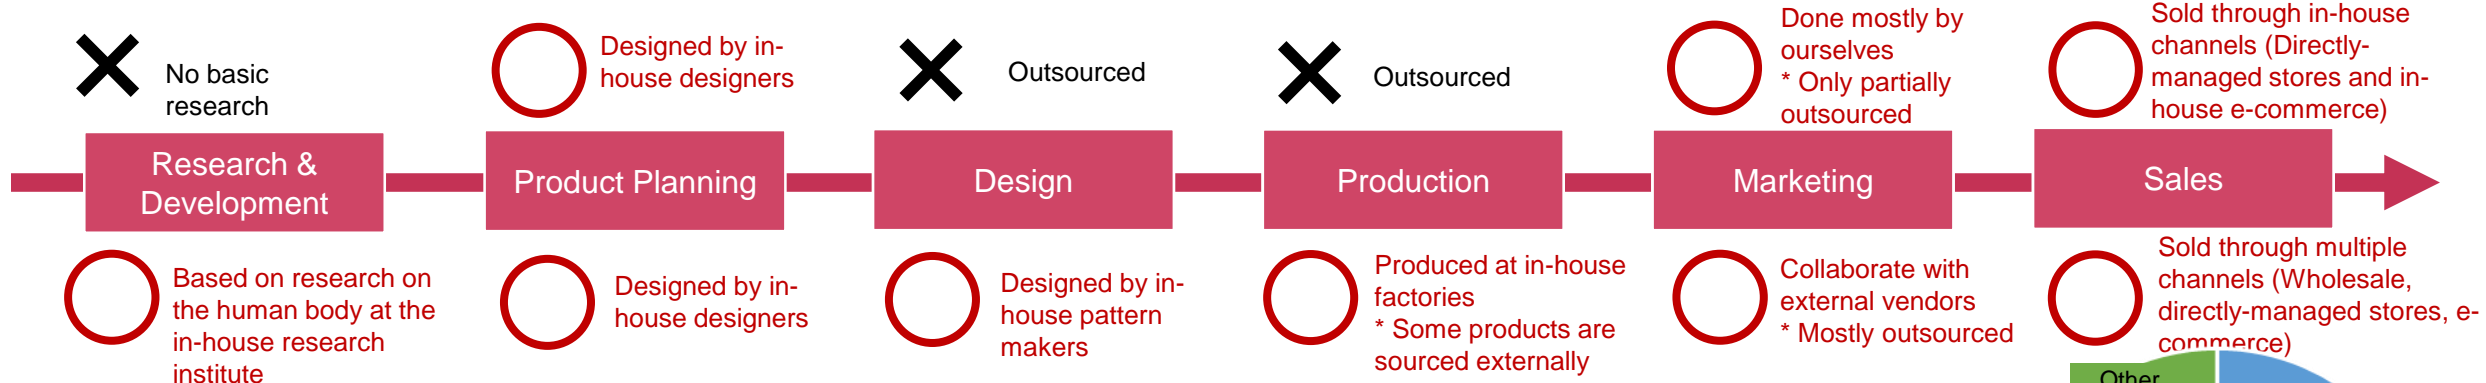 No basic
research
Designed by in-
house designers
Outsourced
Outsourced
Done mostly by
ourselves
* Only partially
outsourced
Sold through in-house
channels (Directly-
managed stores and in-
house e-commerce)
Research &
Development
Product Planning
Design
Production
Marketing
Sales
Based on research on
the human body at the
in-house research
institute
Designed by in-
house designers
Designed by in-
house pattern
makers
Produced at in-house
factories
* Some products are
sourced externally
Collaborate with
external vendors
* Mostly outsourced
Sold through multiple
channels (Wholesale,
directly-managed stores, e-
commerce)
Other